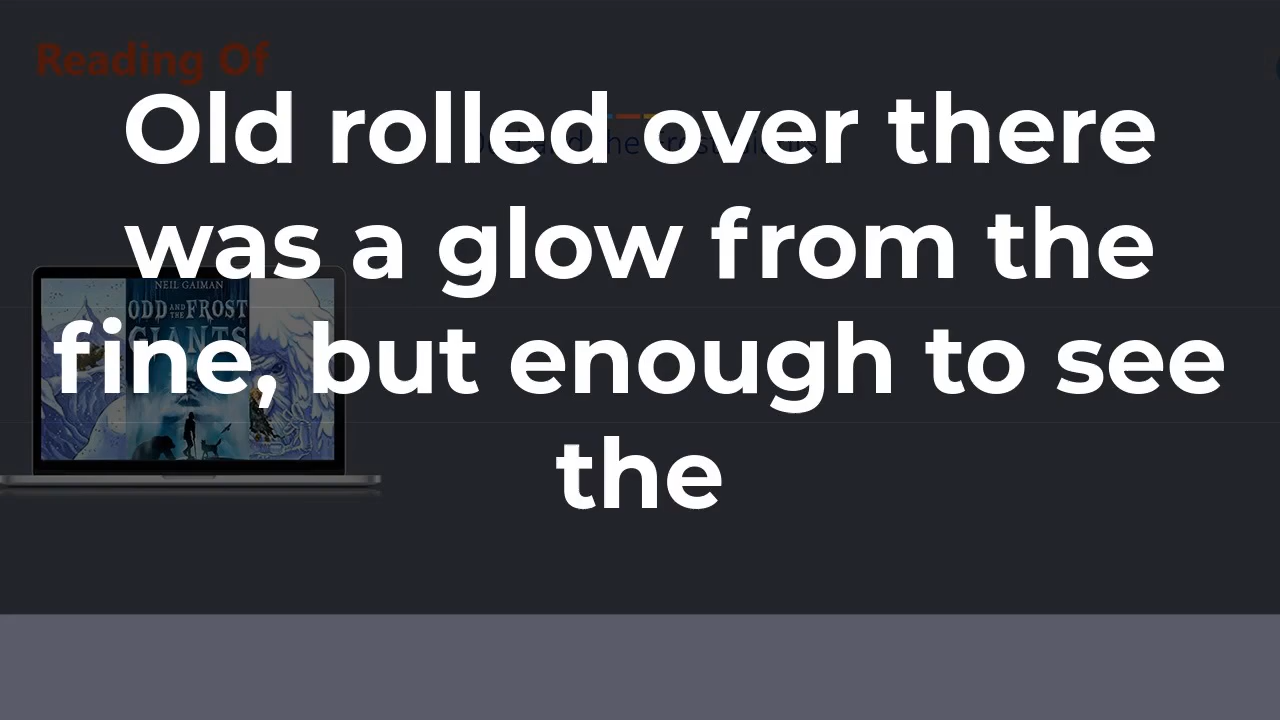 Reading Of
Old rolled over there
was a glow from the
fine, but enough to see
the
NEIL GAIMAN
ODD AND THE FROST
GIANTS